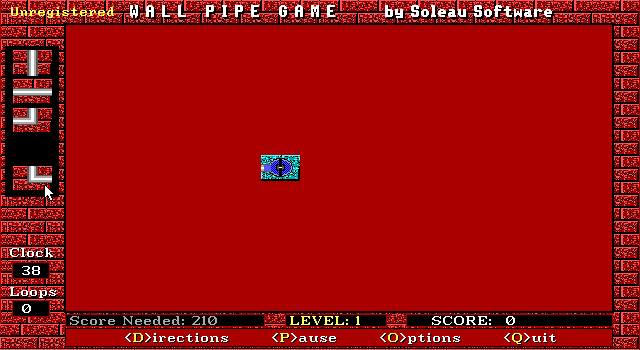 Unregistered WALL PIPE GAME by Soleau Software
Clock
38
Loops
0
Score Needed: 210 LEVEL: 1 SCORE: 0
<D>irections <P>ause <O>ptions <Q>uit